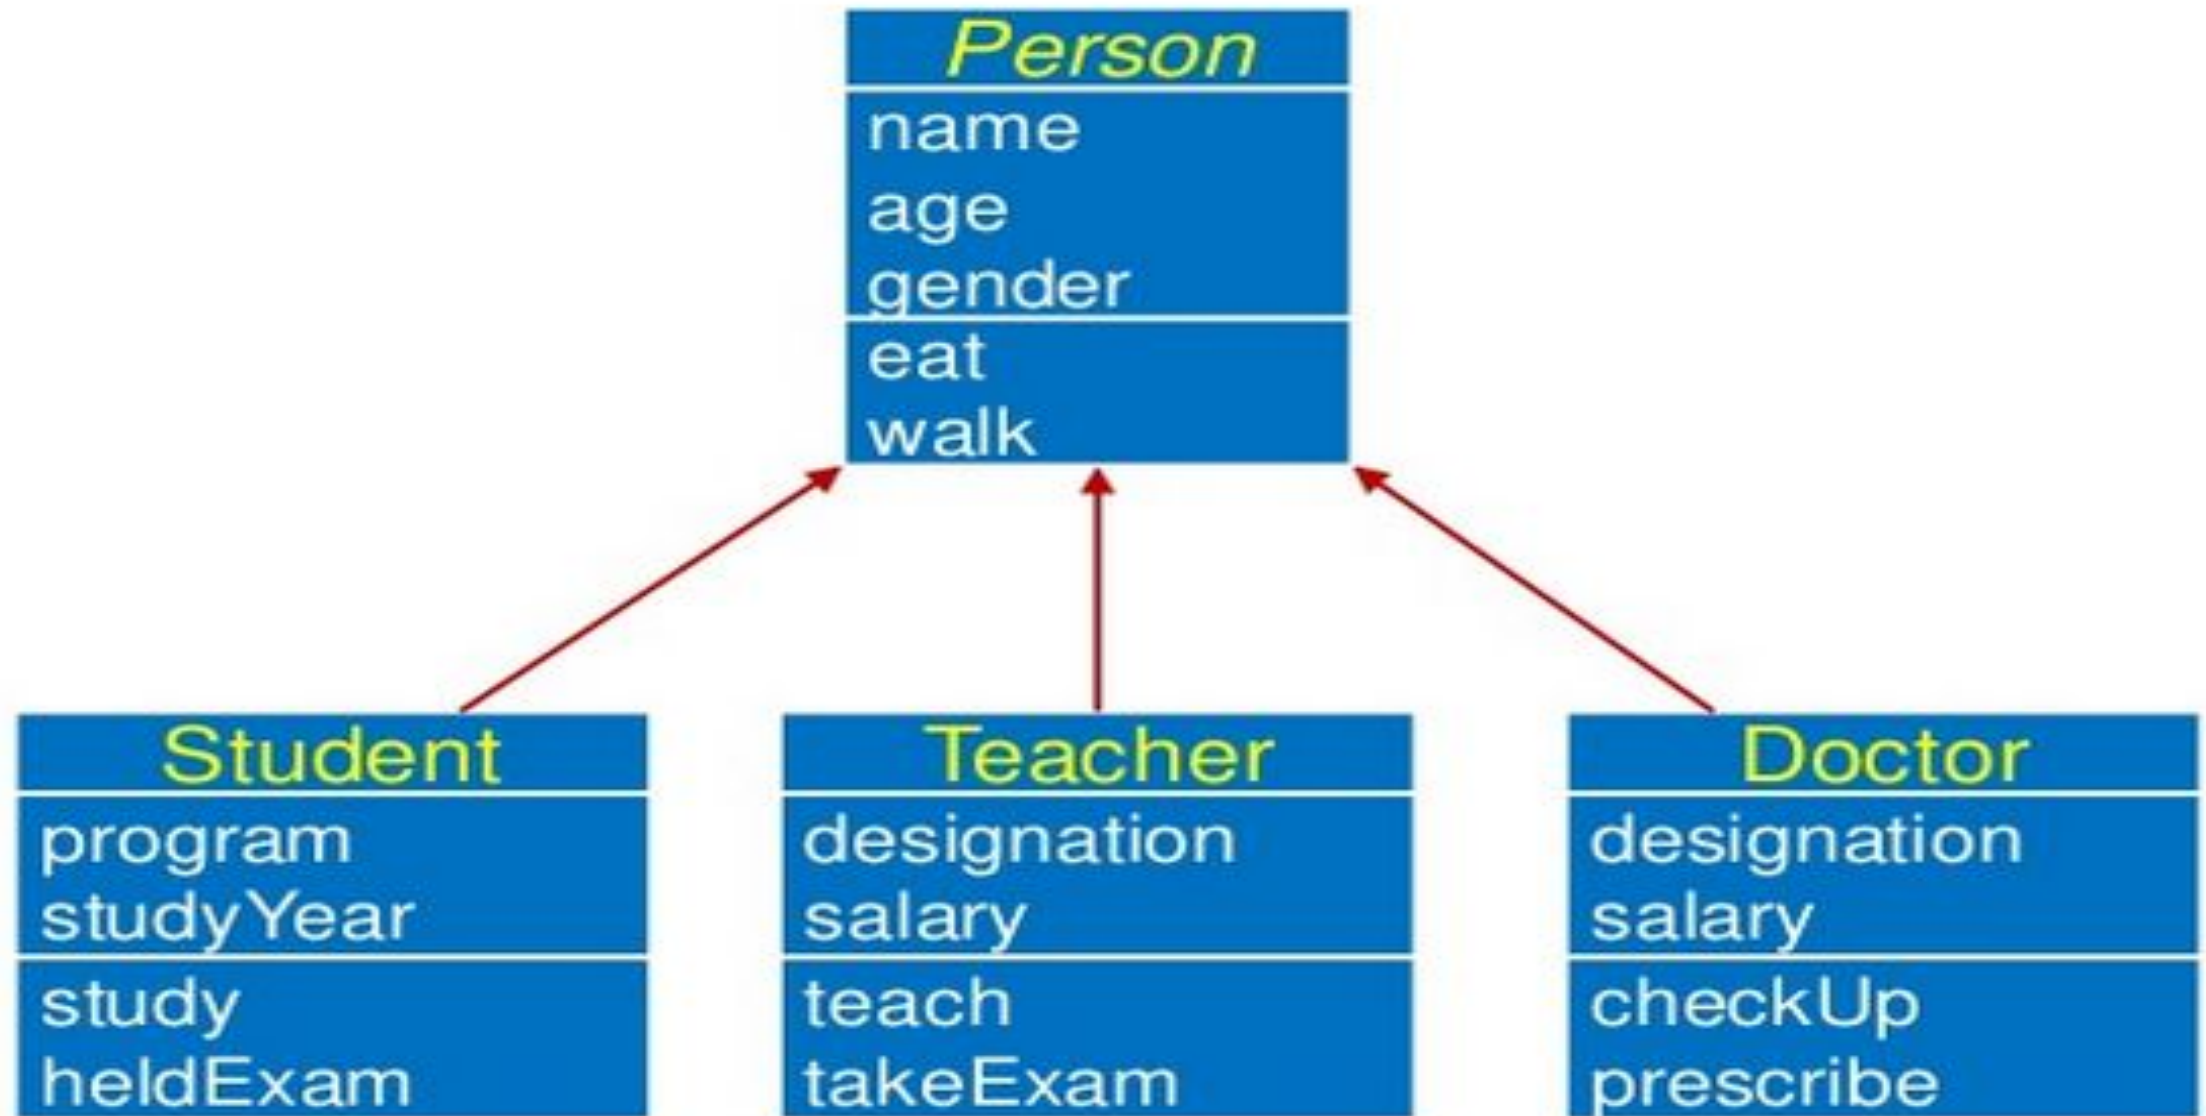 Person
name
age
gender
eat
walk
Student
program
studyYear
study
heldExam
Teacher
designation
salary
teach
takeExam
Doctor
designation
salary
checkUp
prescribe